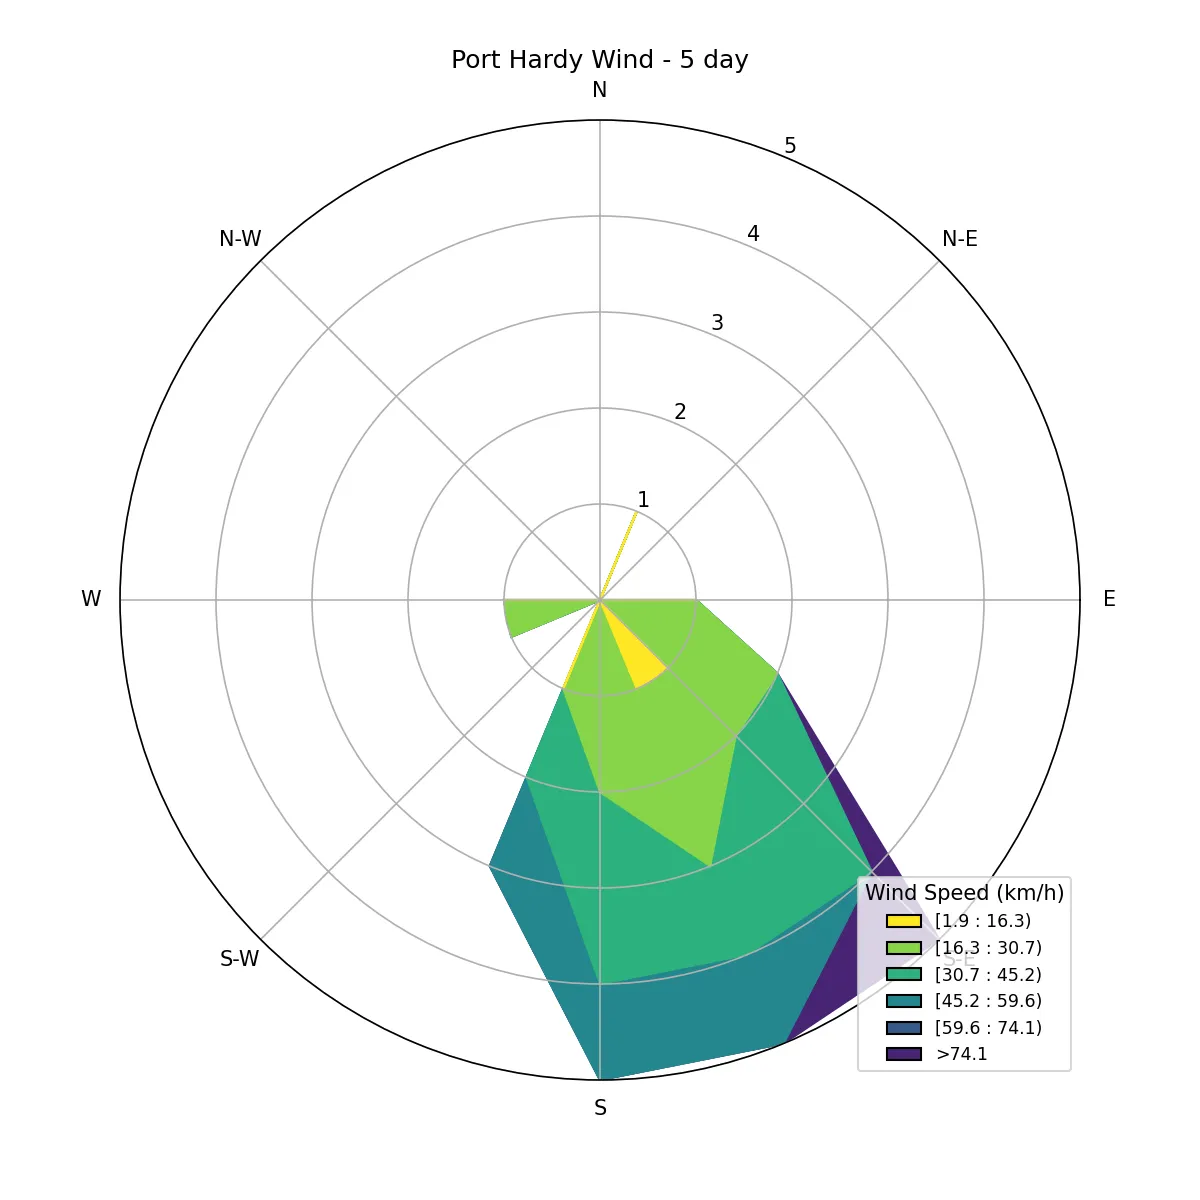 Port Hardy Wind - 5 day
N
5
N-W
N-E
4
3
2
1
W
E
Wind Speed (km/h)
[1.9 : 16.3)
[16.3 : 30.7)
S-W
S-E
[30.7 : 45.2)
[45.2 : 59.6)
[59.6 : 74.1)
>74.1
S